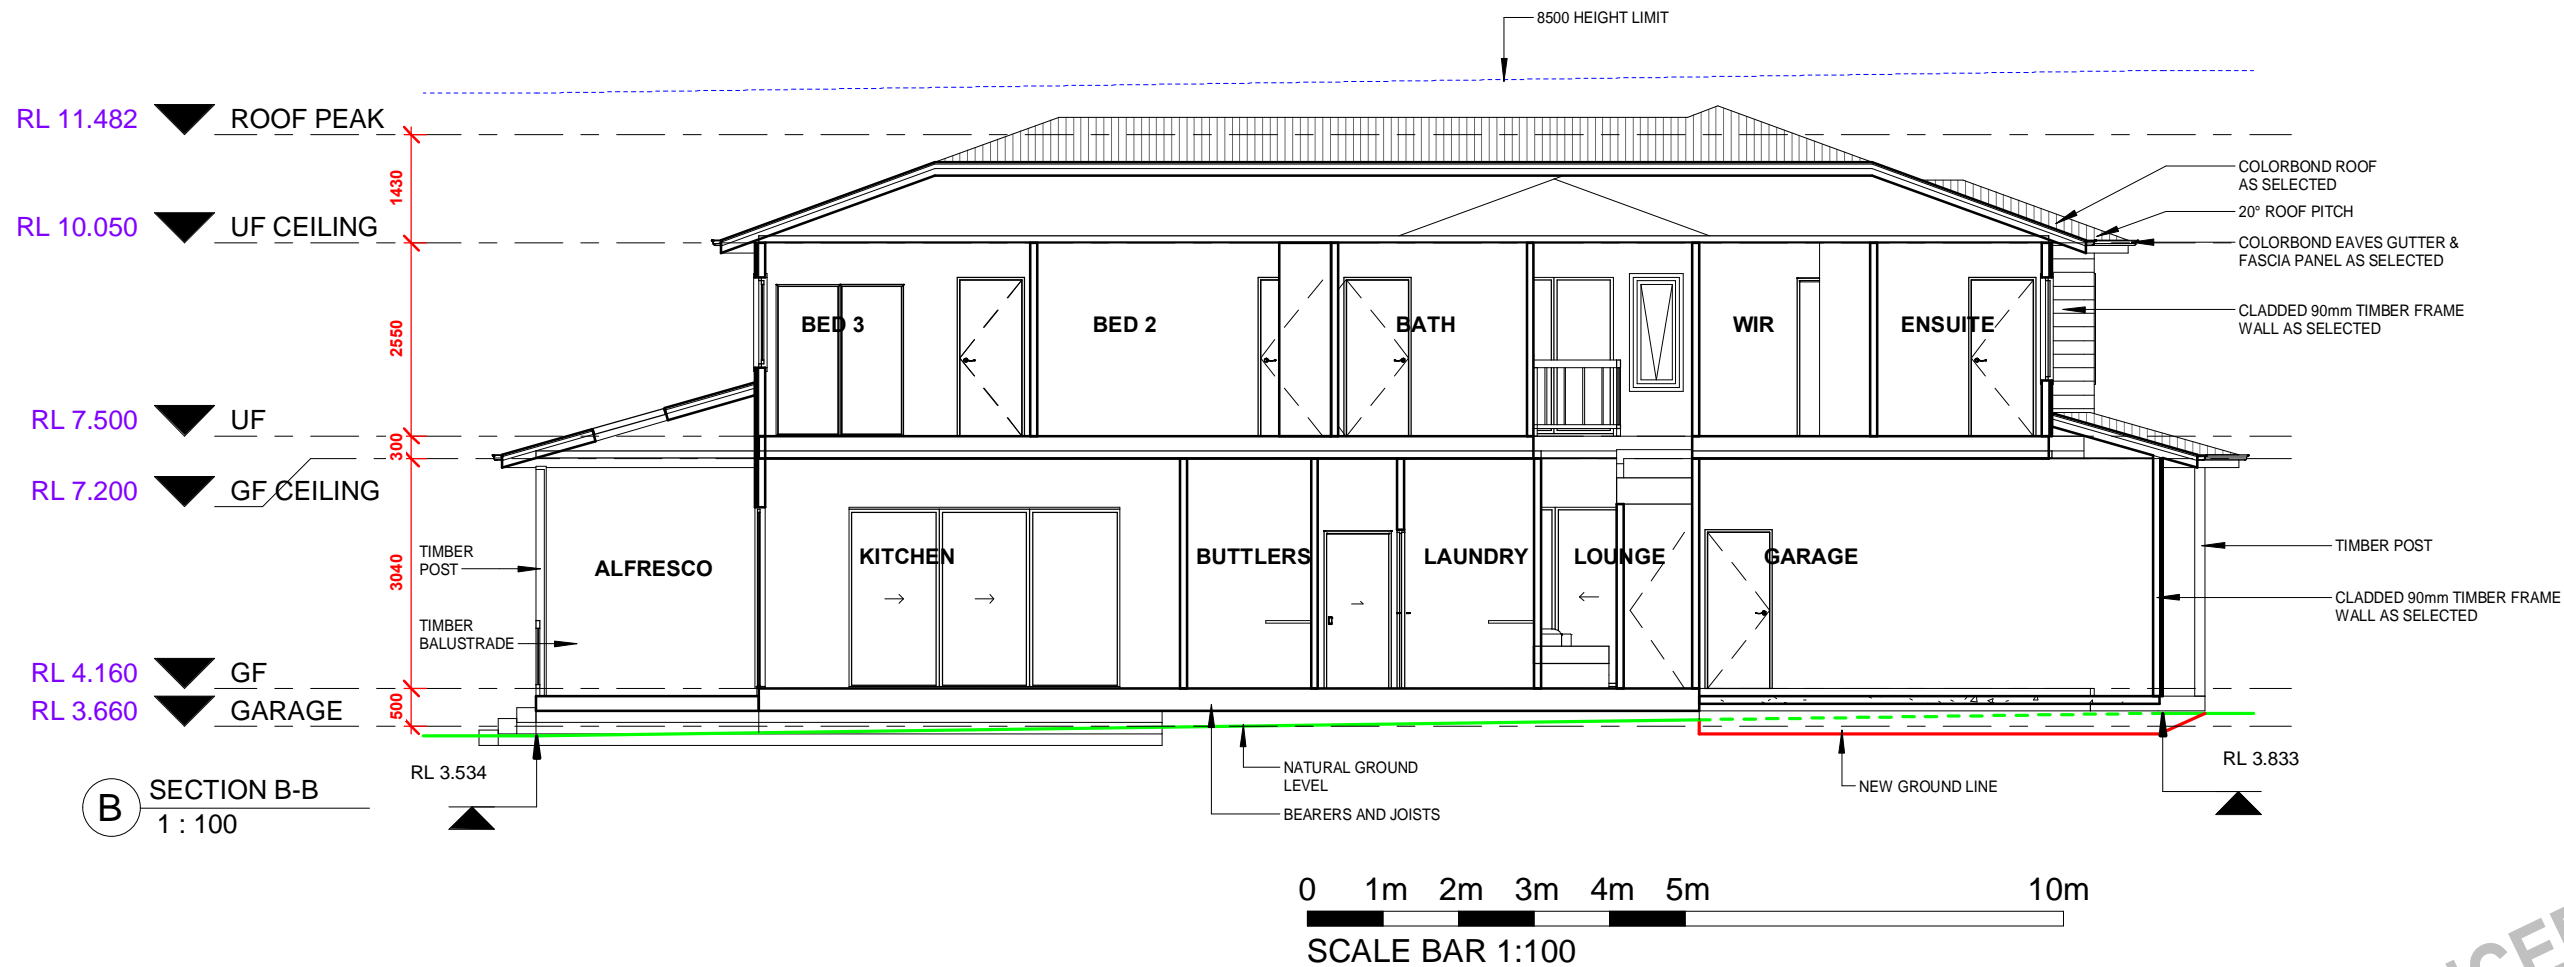 8500 HEIGHT LIMIT
RL 11.482 ROOF PEAK
1430
COLORBOND ROOF
AS SELECTED
20° ROOF PITCH
RL 10.050 UF CEILING
COLORBOND EAVES GUTTER &
FASCIA PANEL AS SELECTED
2550
BED 3 BED 2 BATH WIR ENSUITE
CLADDED 90mm TIMBER FRAME
WALL AS SELECTED
RL 7.500 UF
300
RL 7.200 GF CEILING
3040
TIMBER
POST
ALFRESCO KITCHEN BUTTLERS LAUNDRY LOUNGE GARAGE
TIMBER POST
CLADDED 90mm TIMBER FRAME
WALL AS SELECTED
TIMBER
BALUSTRADE
RL 4.160 GF
500
RL 3.660 GARAGE
RL 3.534
NATURAL GROUND
LEVEL
BEARERS AND JOISTS
NEW GROUND LINE
RL 3.833
B SECTION B-B
1 : 100
0 1m 2m 3m 4m 5m 10m
SCALE BAR 1:100